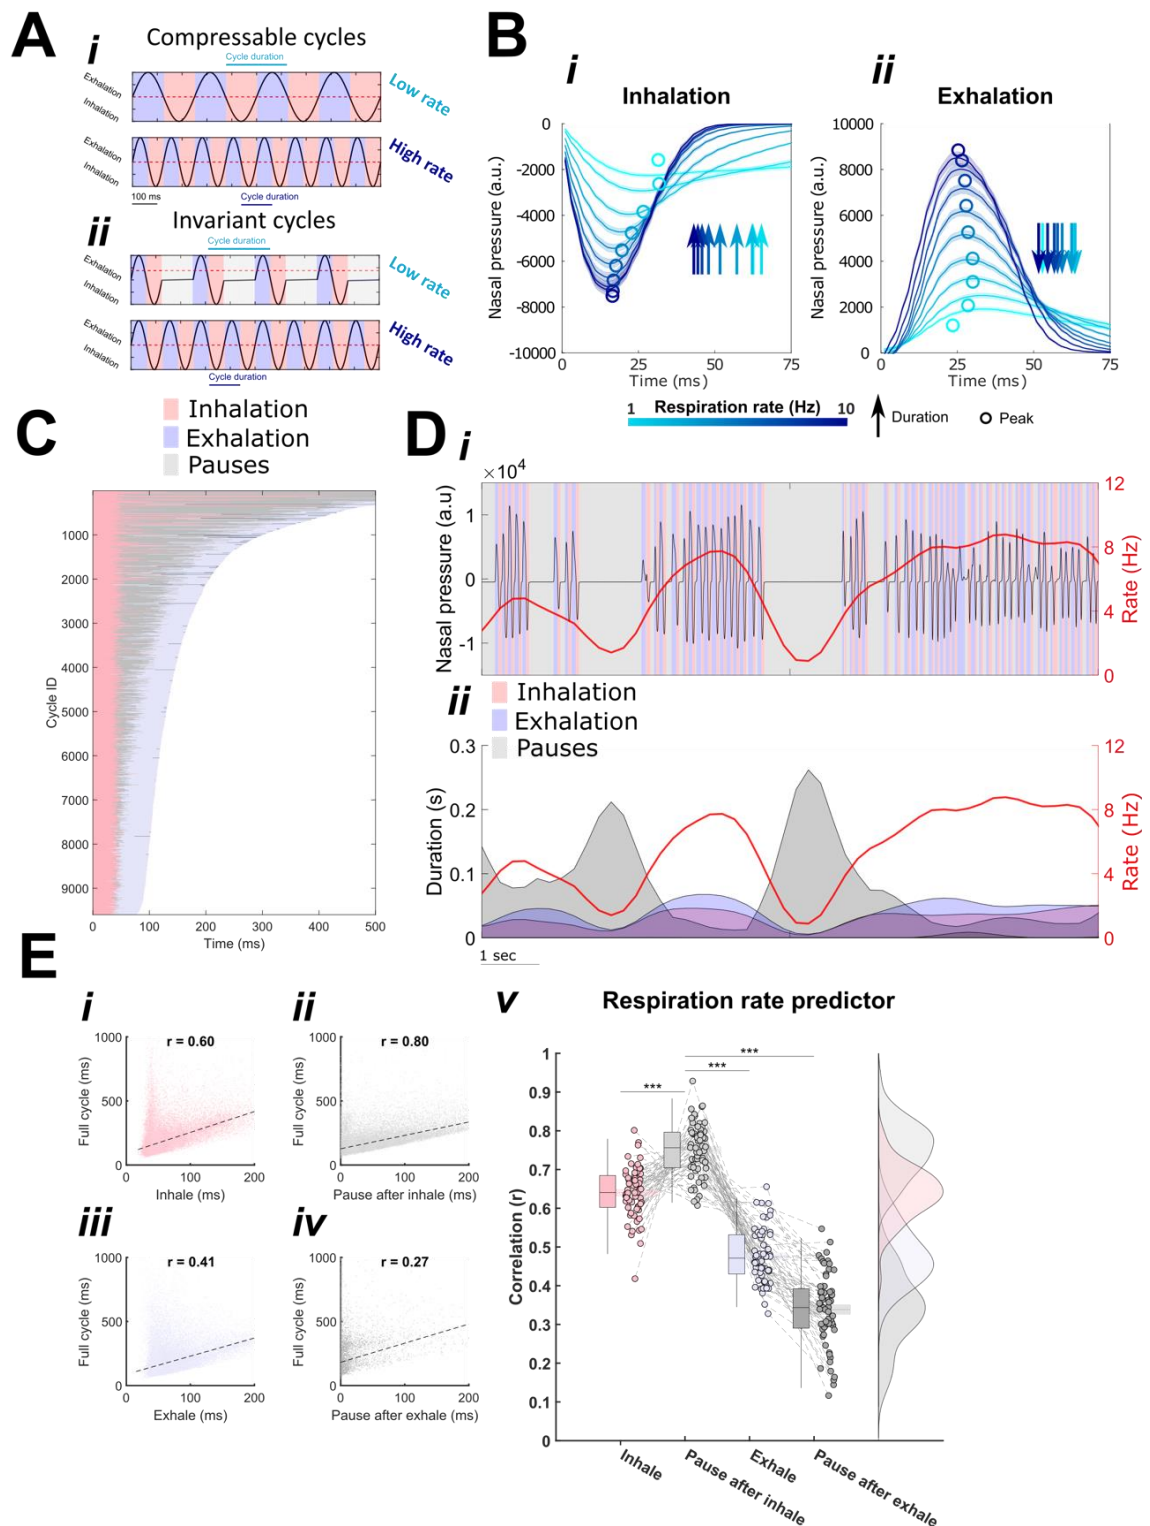 A
i
Compressable cycles
Cycle duration
Exhalation
Inhalation
Low rate
Exhalation
Inhalation
High rate
100 ms
Cycle duration
ii
Invariant cycles
Cycle duration
Exhalation
Inhalation
Low rate
Exhalation
Inhalation
High rate
Cycle duration
B
i
Inhalation
Nasal pressure (a.u.)
0
-2000
-4000
-6000
-8000
-10000
0 25 50 75
Time (ms)
ii
Exhalation
Nasal pressure (a.u.)
10000
8000
6000
4000
2000
0
0 25 50 75
Time (ms)
1 Respiration rate (Hz) 10
Duration
Peak
C
Inhalation
Exhalation
Pauses
Cycle ID
1000
2000
3000
4000
5000
6000
7000
8000
9000
0 100 200 300 400 500
Time (ms)
D
i
×10⁴
Nasal pressure (a.u)
1
0
-1
12
8
4
0
Rate (Hz)
ii
Inhalation
Exhalation
Pauses
Duration (s)
0.3
0.2
0.1
0
12
8
4
0
Rate (Hz)
1 sec
E
i
r = 0.60
Full cycle (ms)
1000
500
0
0 100 200
Inhale (ms)
ii
r = 0.80
Full cycle (ms)
1000
500
0
0 100 200
Pause after inhale (ms)
iii
r = 0.41
Full cycle (ms)
1000
500
0
0 100 200
Exhale (ms)
iv
r = 0.27
Full cycle (ms)
1000
500
0
0 100 200
Pause after exhale (ms)
v
Respiration rate predictor
Correlation (r)
1
0.9
0.8
0.7
0.6
0.5
0.4
0.3
0.2
0.1
0
***
***
***
Inhale
Pause after inhale
Exhale
Pause after exhale